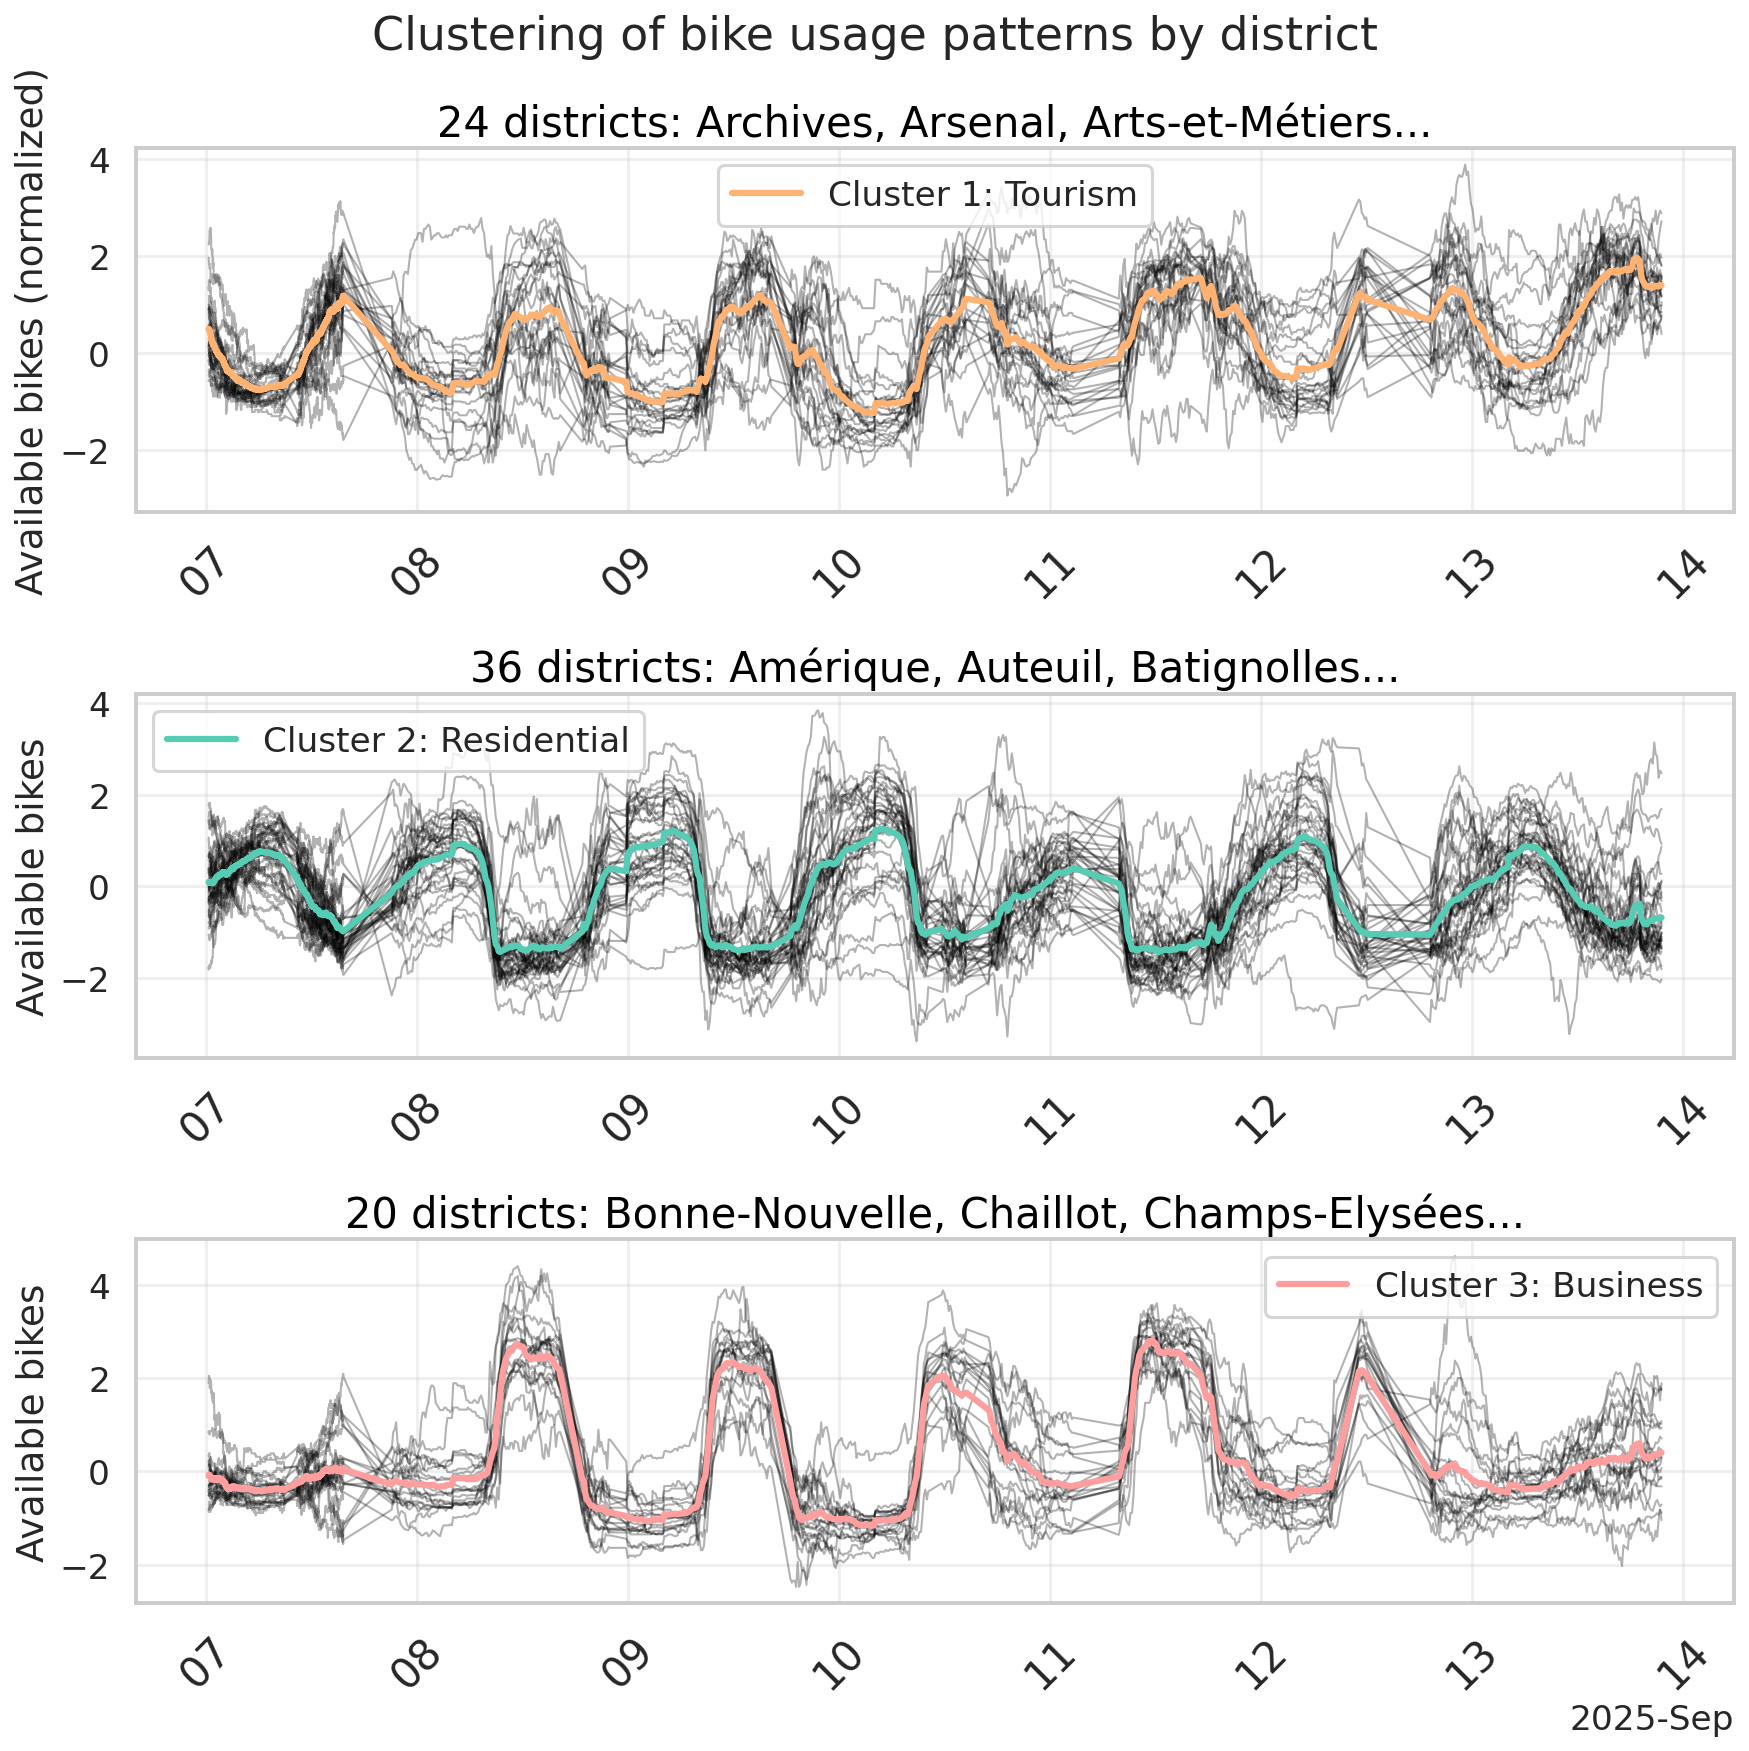 Clustering of bike usage patterns by district
24 districts: Archives, Arsenal, Arts-et-Métiers...
Available bikes (normalized)
4
2
0
−2
Cluster 1: Tourism
07 08 09 10 11 12 13 14
36 districts: Amérique, Auteuil, Batignolles...
Available bikes
4
2
0
−2
Cluster 2: Residential
07 08 09 10 11 12 13 14
20 districts: Bonne-Nouvelle, Chaillot, Champs-Elysées...
Available bikes
4
2
0
−2
Cluster 3: Business
07 08 09 10 11 12 13 14
2025-Sep